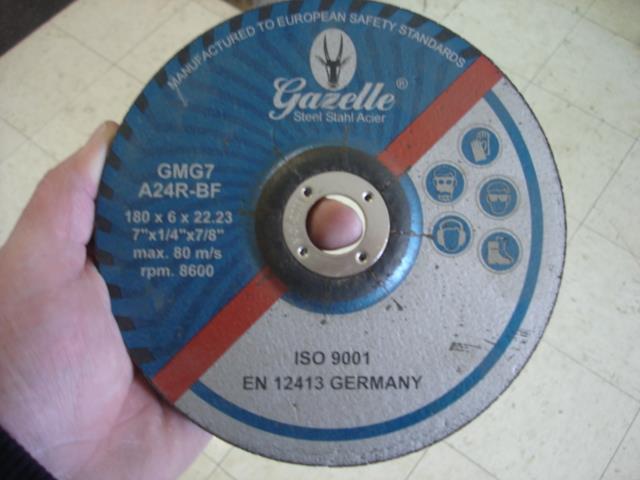 MANUFACTURED TO EUROPEAN SAFETY STANDARDS
Gazelle®
Steel Stahl Acier
GMG7
A24R-BF
180 x 6 x 22.23
7"x1/4"x7/8"
max. 80 m/s
rpm. 8600
ISO 9001
EN 12413 GERMANY